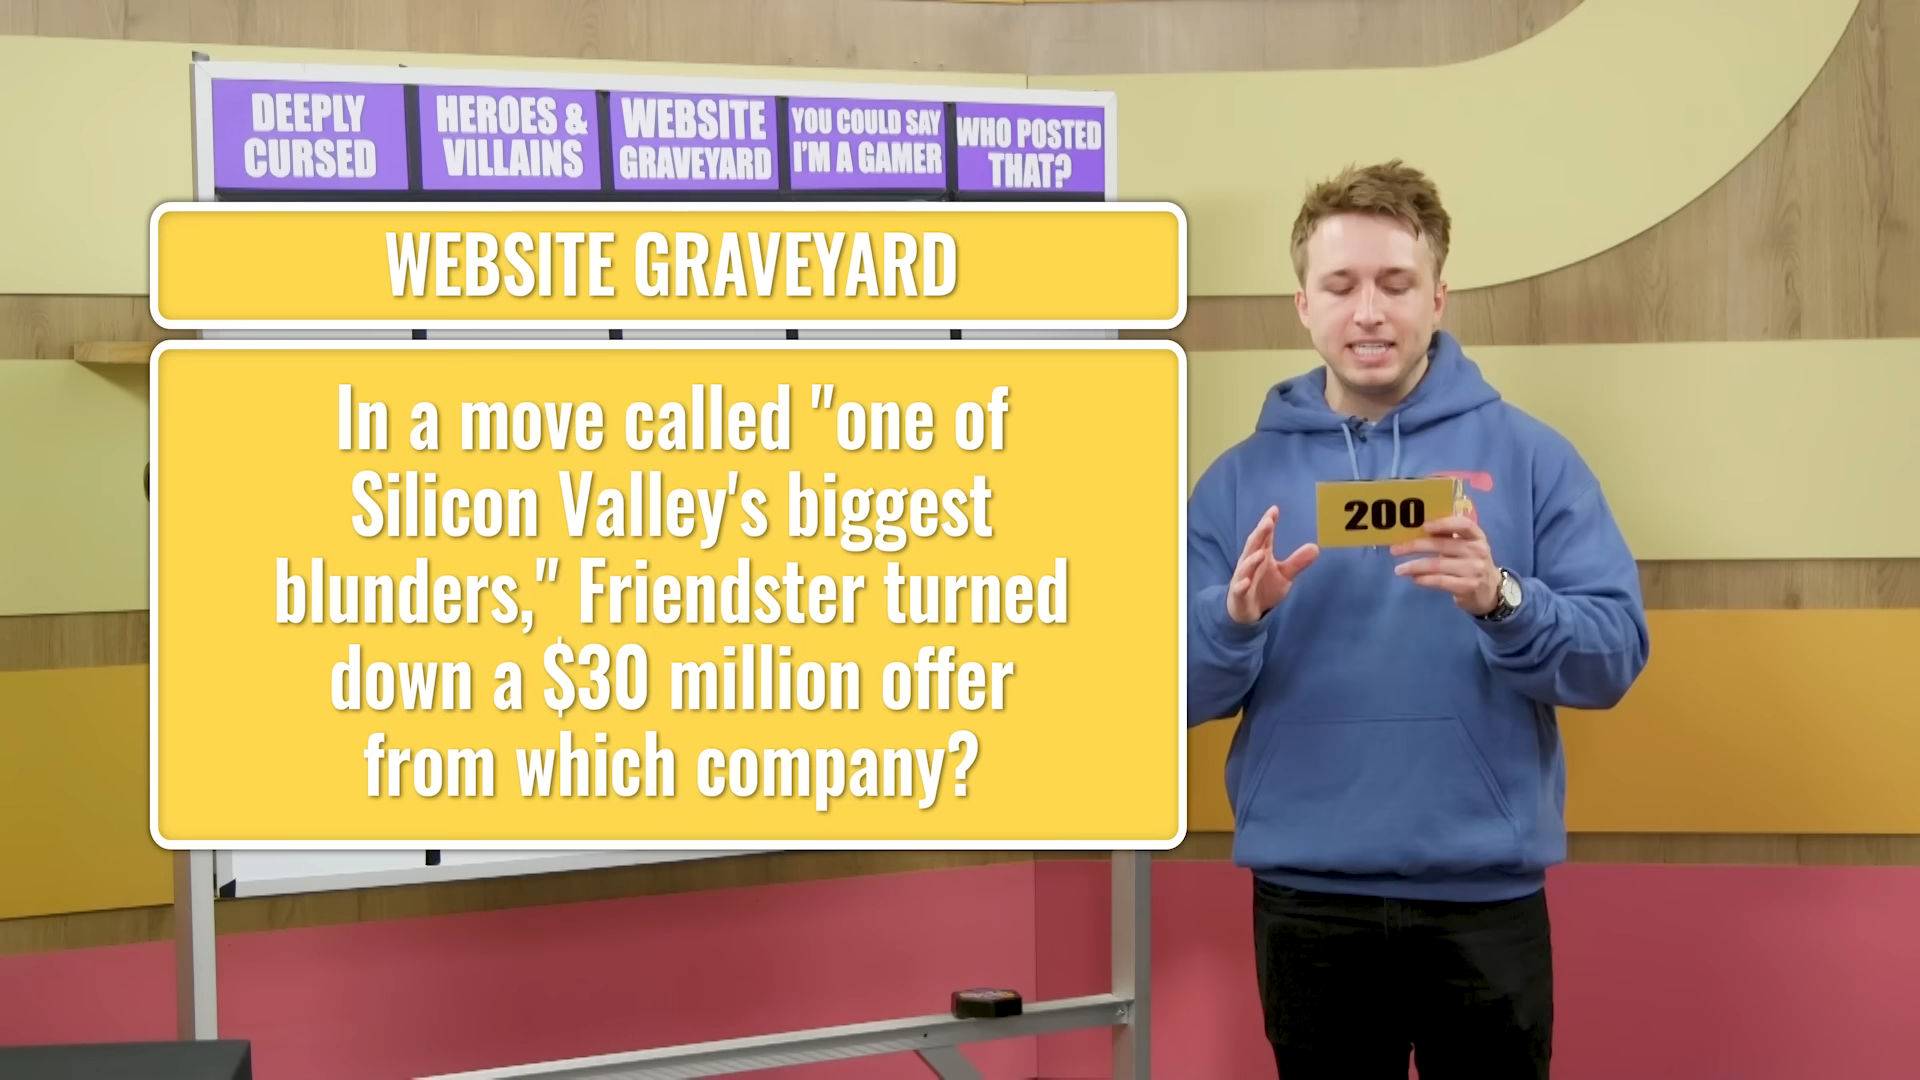 DEEPLY
CURSED
HEROES &
VILLAINS
WEBSITE
GRAVEYARD
YOU COULD SAY
I'M A GAMER
WHO POSTED
THAT?
WEBSITE GRAVEYARD
In a move called "one of
Silicon Valley's biggest
blunders," Friendster turned
down a $30 million offer
from which company?
200